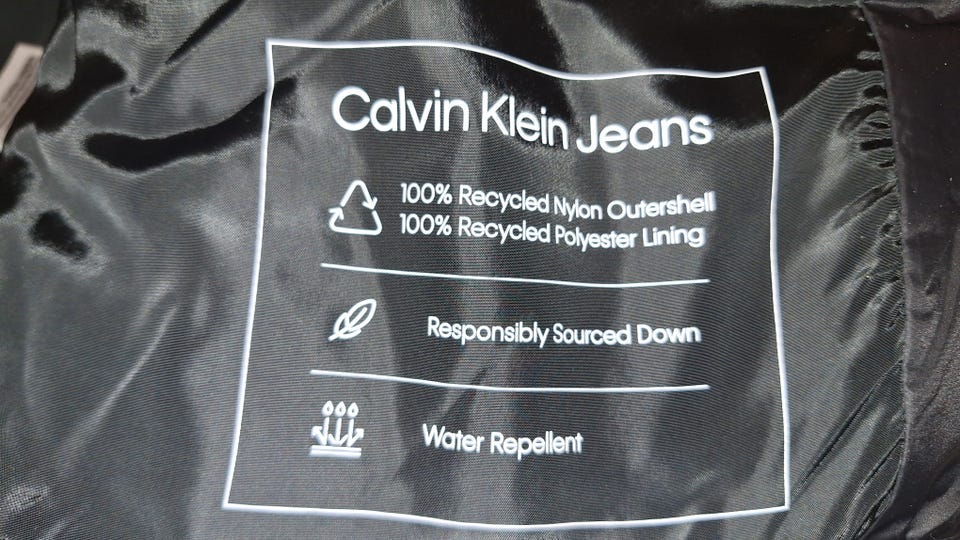 Calvin Klein Jeans
100% Recycled Nylon Outershell
100% Recycled Polyester Lining
Responsibly Sourced Down
Water Repellent